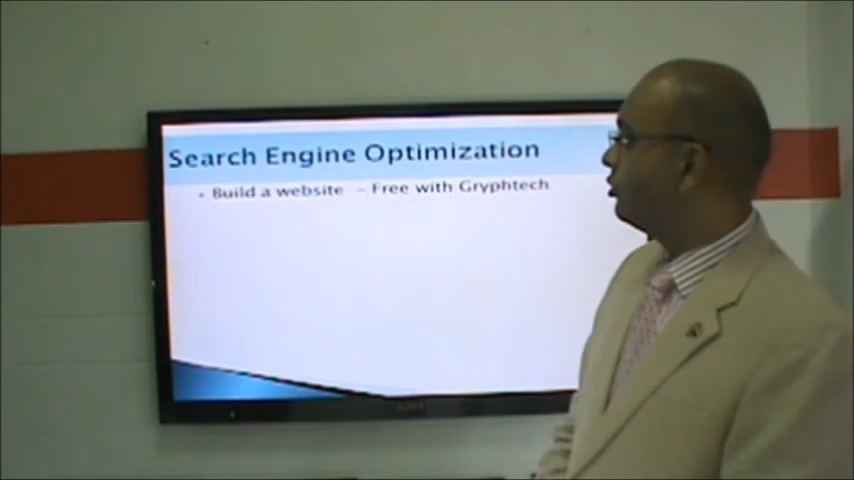 Search Engine Optimization
Build a website – Free with Gryphtech